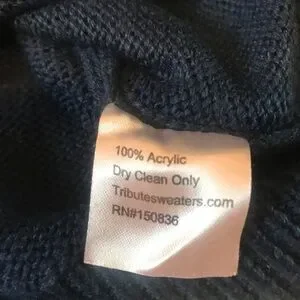 100% Acrylic
Dry Clean Only
Tributesweaters.com
RN#150836